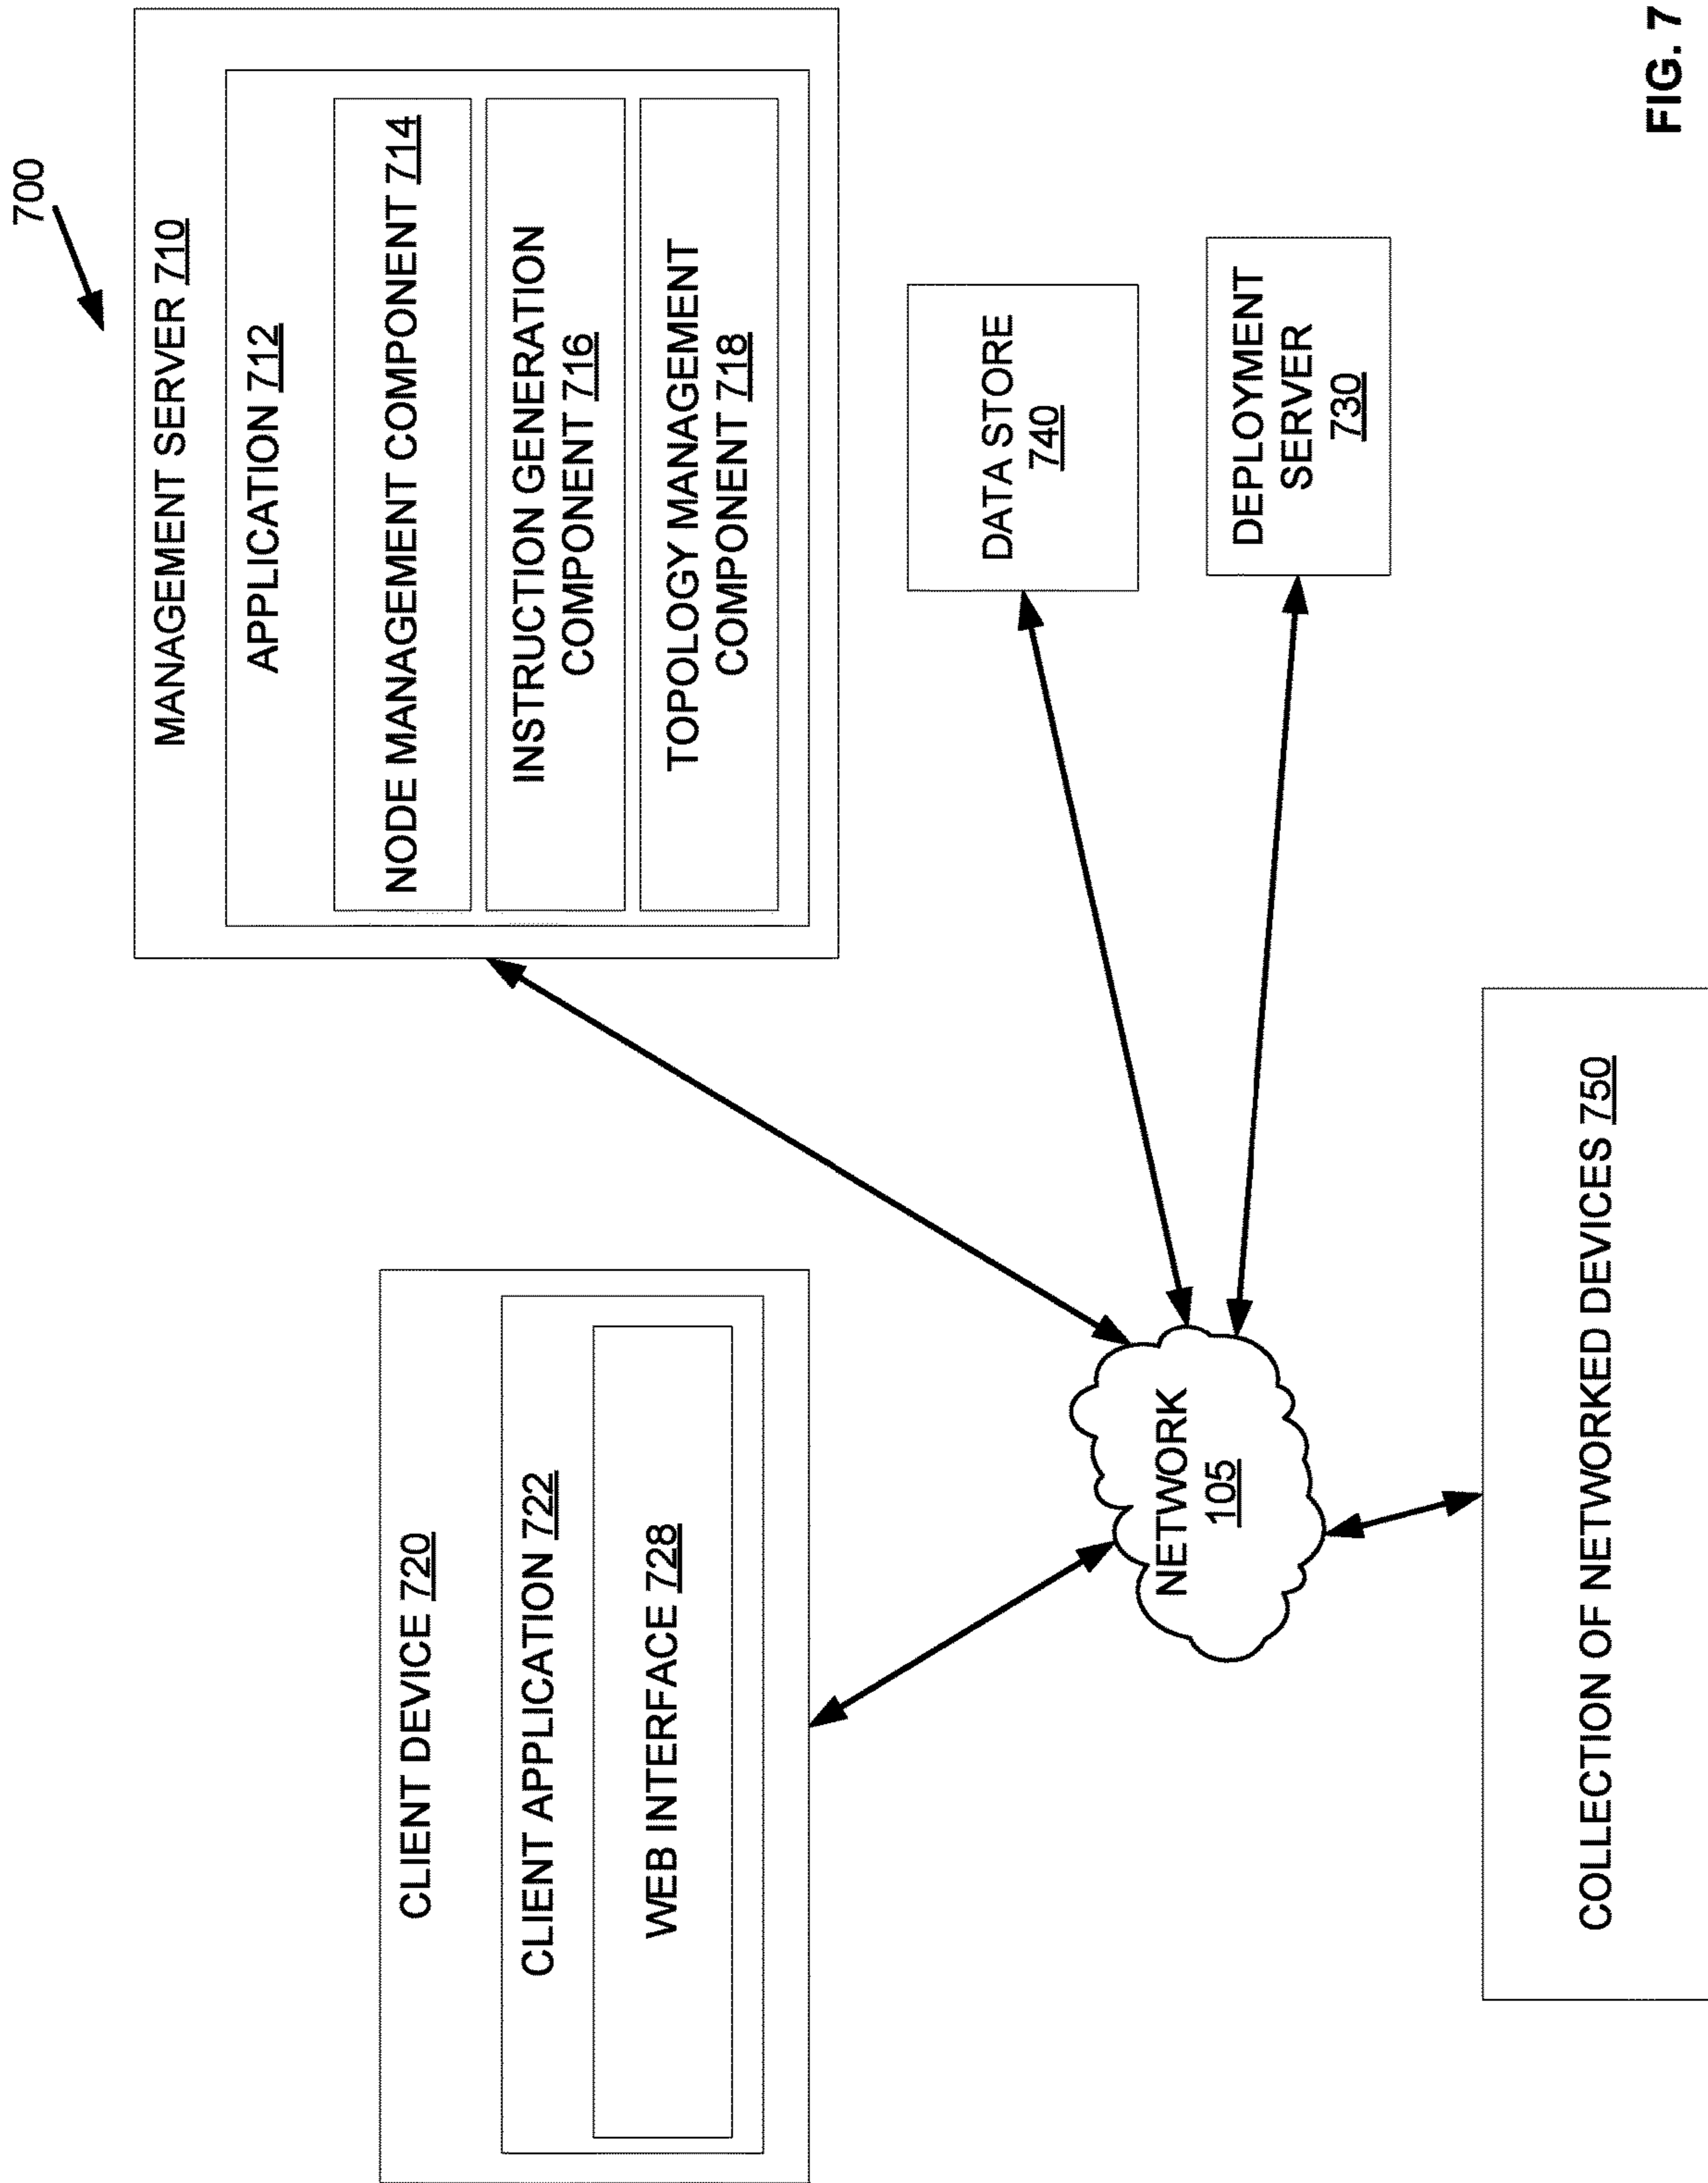 700
CLIENT DEVICE 720
CLIENT APPLICATION 722
WEB INTERFACE 728
MANAGEMENT SERVER 710
APPLICATION 712
NODE MANAGEMENT COMPONENT 714
INSTRUCTION GENERATION
COMPONENT 716
TOPOLOGY MANAGEMENT
COMPONENT 718
NETWORK
105
DATA STORE
740
DEPLOYMENT
SERVER
730
COLLECTION OF NETWORKED DEVICES 750
FIG. 7